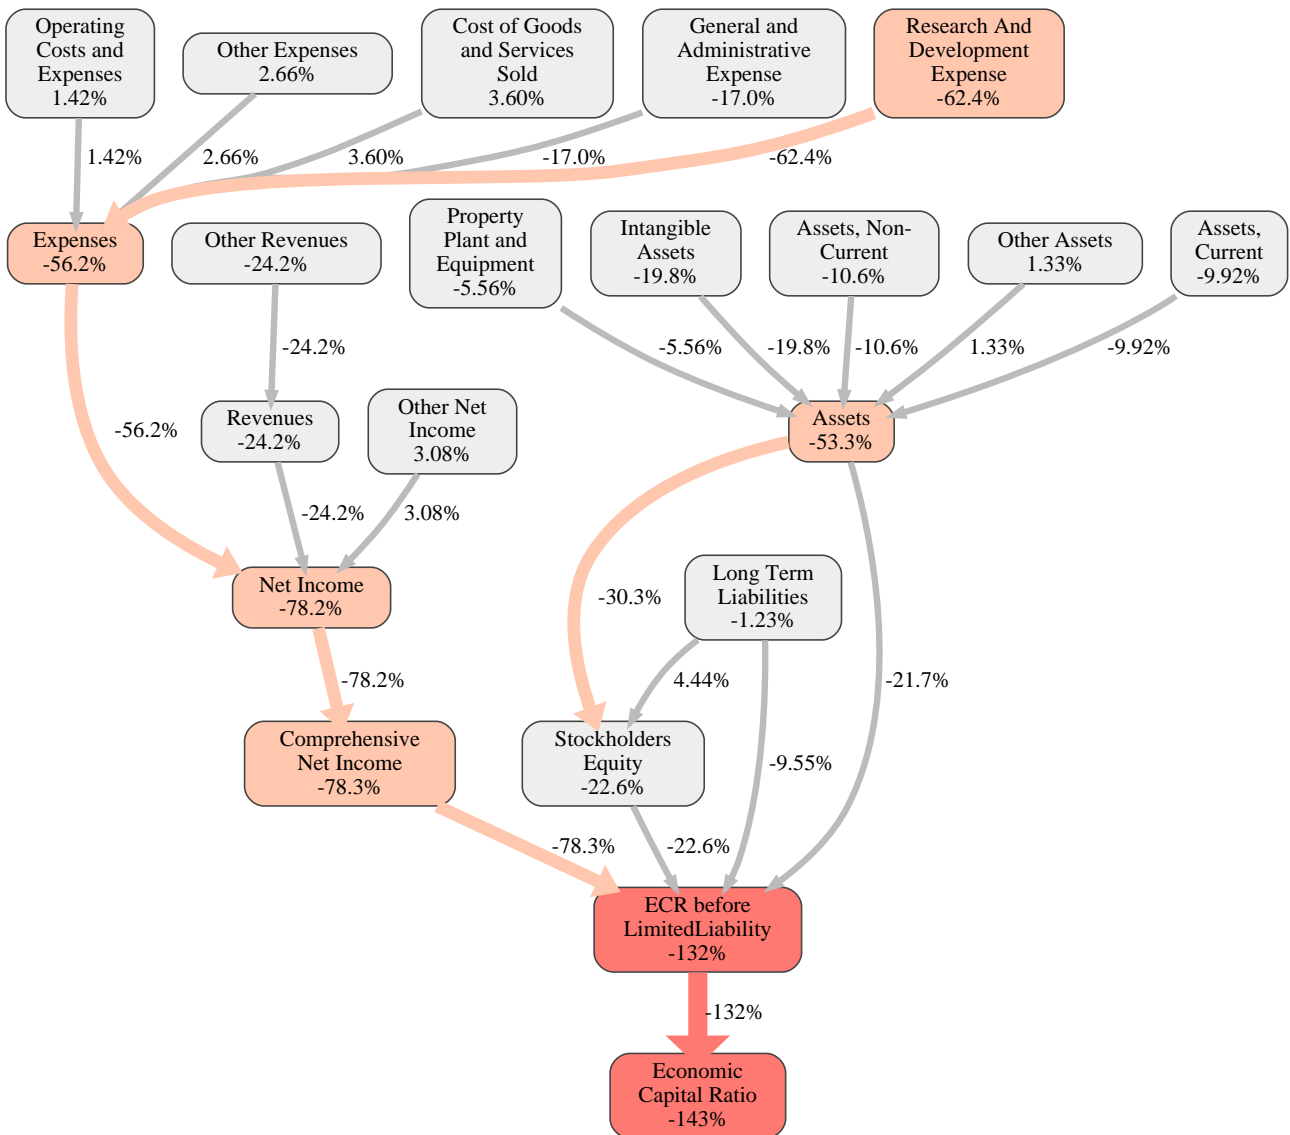 Operating
Costs and
Expenses
1.42%
Other Expenses
2.66%
Cost of Goods
and Services
Sold
3.60%
General and
Administrative
Expense
-17.0%
Research And
Development
Expense
-62.4%
1.42%
2.66%
3.60%
-17.0%
-62.4%
Expenses
-56.2%
Other Revenues
-24.2%
Property
Plant and
Equipment
-5.56%
Intangible
Assets
-19.8%
Assets, Non-
Current
-10.6%
Other Assets
1.33%
Assets,
Current
-9.92%
-24.2%
-5.56%
-19.8%
-10.6%
1.33%
-9.92%
-56.2%
Revenues
-24.2%
Other Net
Income
3.08%
Assets
-53.3%
-24.2%
3.08%
Net Income
-78.2%
-30.3%
Long Term
Liabilities
-1.23%
-78.2%
4.44%
-21.7%
Comprehensive
Net Income
-78.3%
Stockholders
Equity
-22.6%
-9.55%
-78.3%
-22.6%
ECR before
LimitedLiability
-132%
-132%
Economic
Capital Ratio
-143%